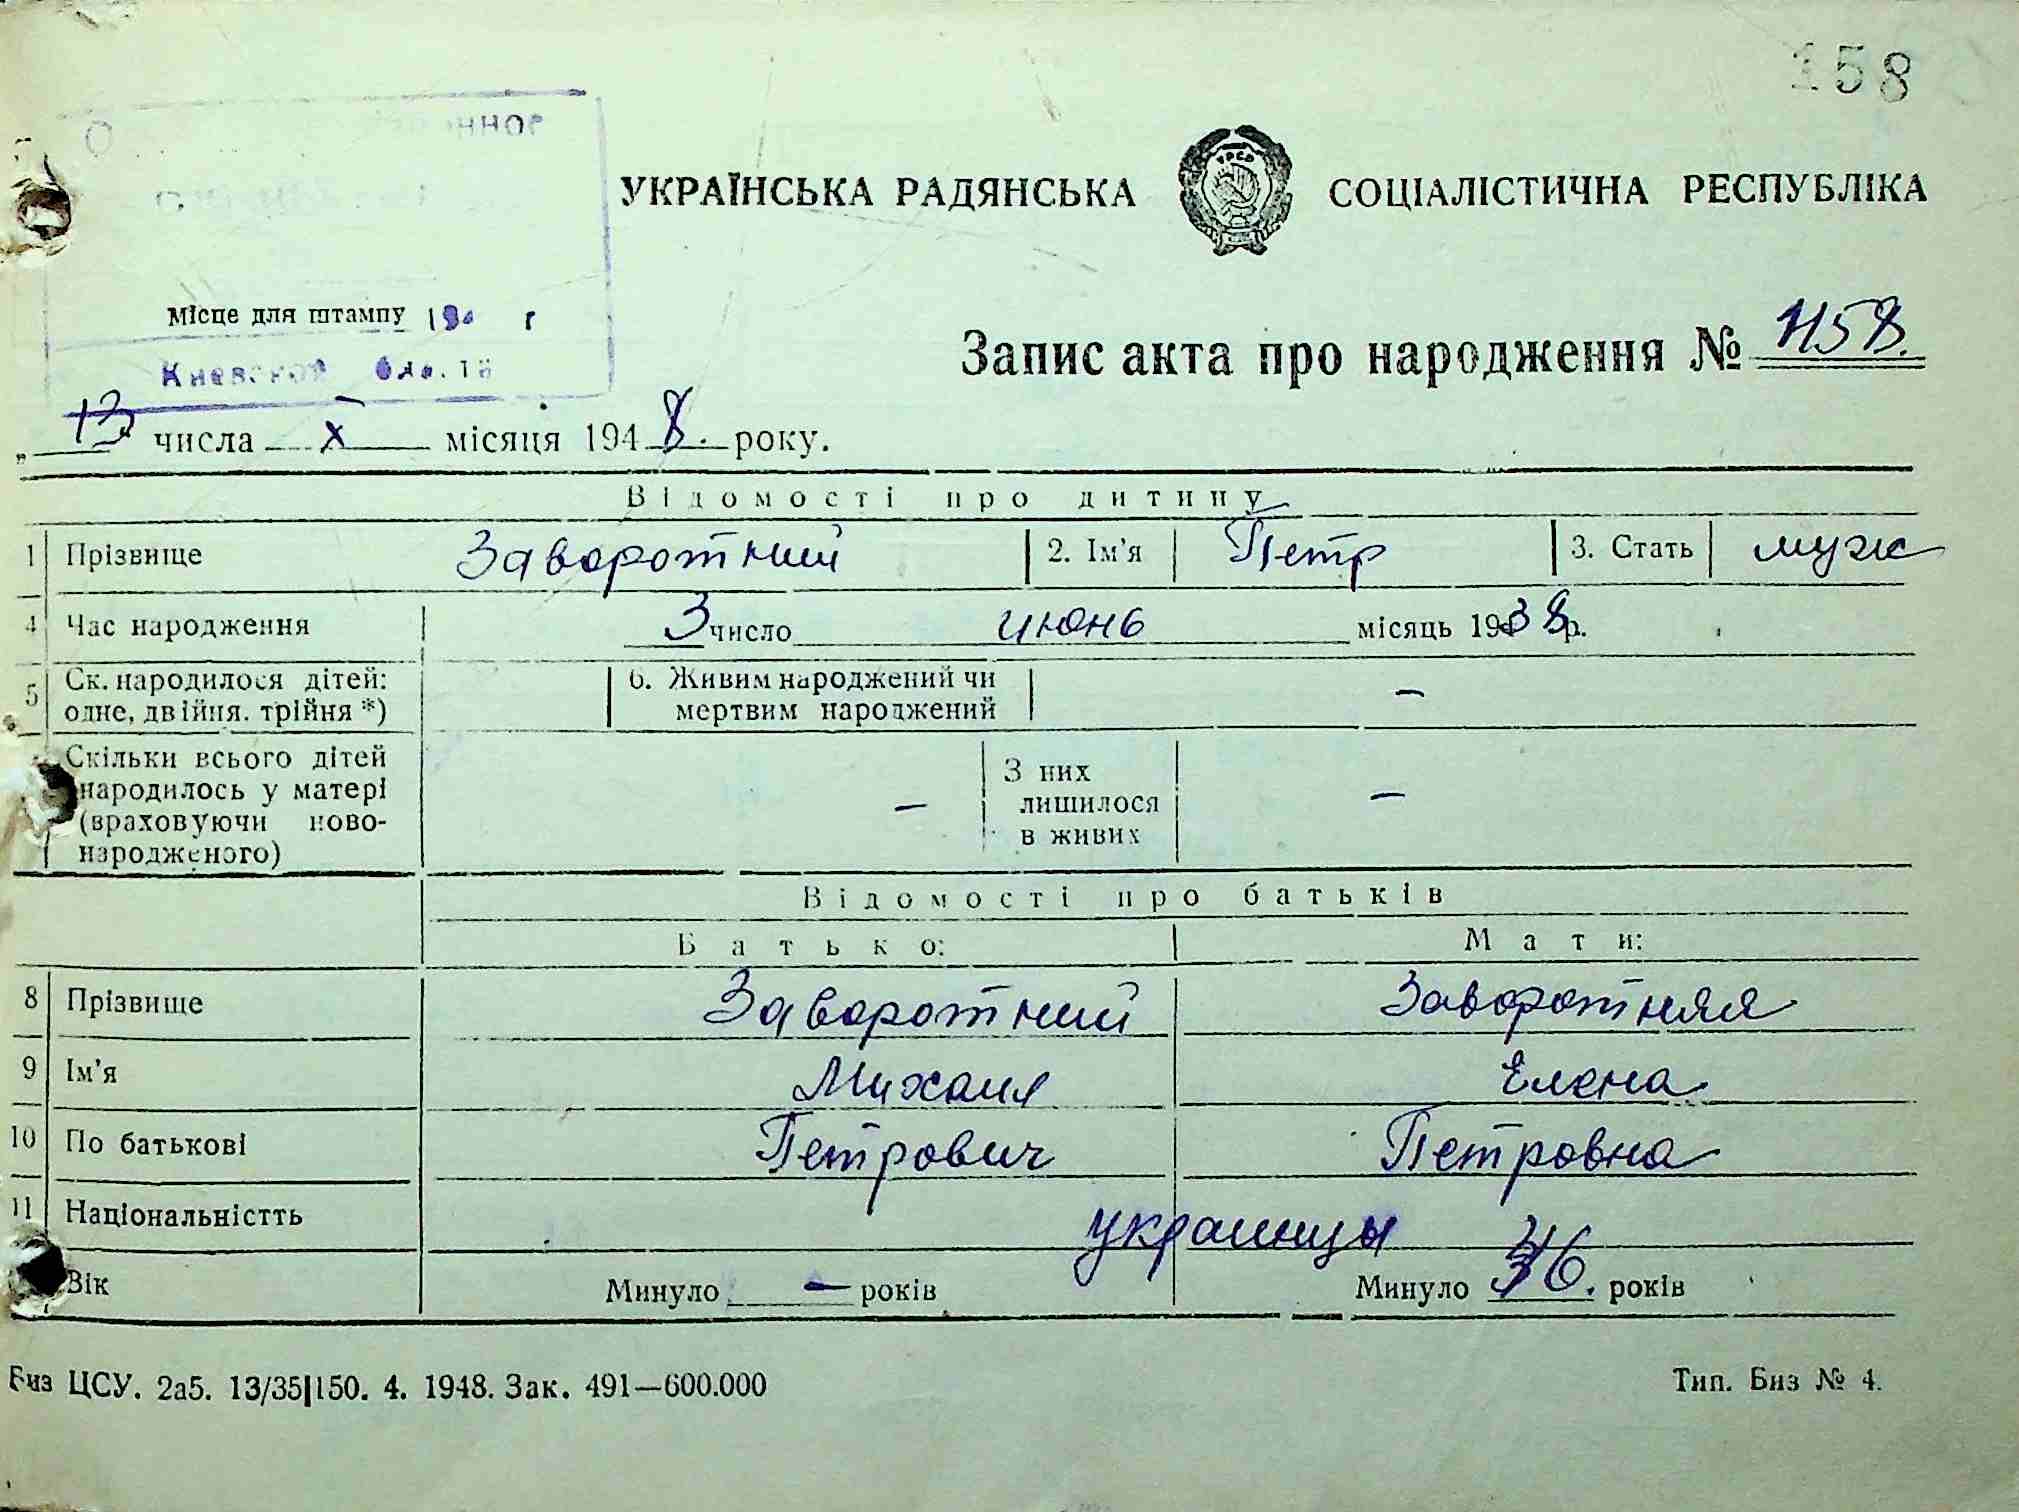 158
УКРАЇНСЬКА РАДЯНСЬКА СОЦІАЛІСТИЧНА РЕСПУБЛІКА
УРСР
Місце для штампу 19 г
Киевской
Запис акта про народження № 1158.
„13 числа X місяця 1948. року.
Відомості про дитину
1 Прізвище Заворотний 2. Ім'я Петр 3. Стать муж
4 Час народження 3 число июнь місяць 1938 р.
5 Ск. народилося дітей: одне, двійня. трійня *) 6. Живим народжений чи мертвим народжений —
Скільки всього дітей народилось у матері (враховуючи новонародженого) — З них лишилося в живих —
Відомості про батьків
Батько: Мати:
8 Прізвище Заворотний Заворотняя
9 Ім'я Михаил Елена
10 По батькові Петрович Петровна
11 Національністть украинцы
Вік Минуло — років Минуло 36. років
Биз ЦСУ. 2а5. 13/35|150. 4. 1948. Зак. 491—600.000 Тип. Биз № 4.